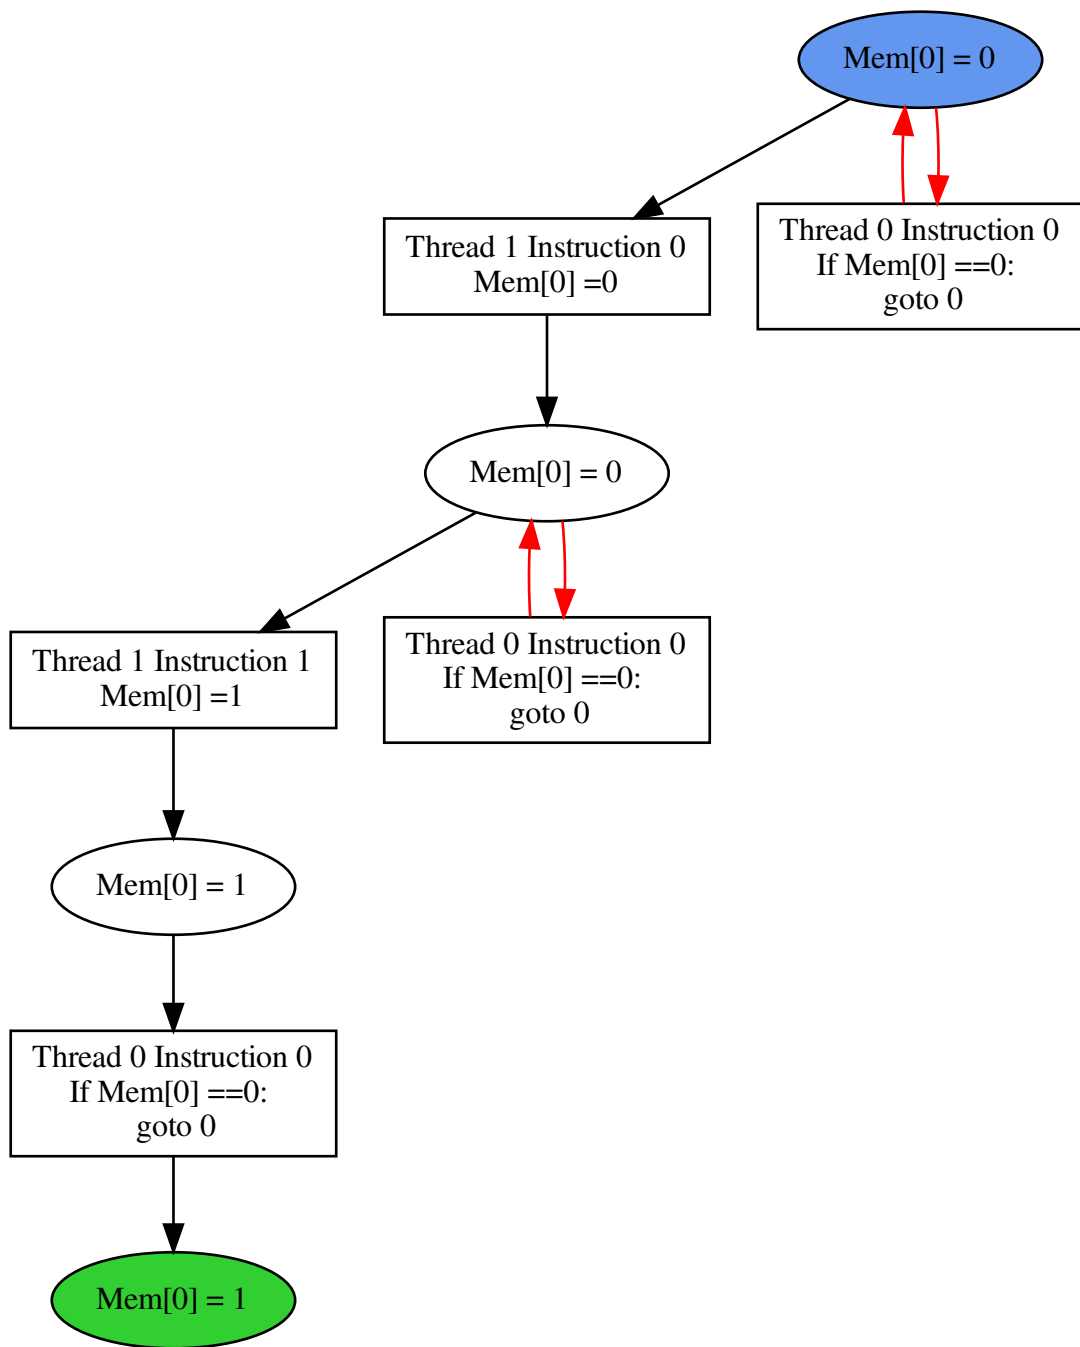 Mem[0] = 0
Thread 1 Instruction 0
Mem[0] =0
Thread 0 Instruction 0
If Mem[0] ==0:
goto 0
Mem[0] = 0
Thread 1 Instruction 1
Mem[0] =1
Thread 0 Instruction 0
If Mem[0] ==0:
goto 0
Mem[0] = 1
Thread 0 Instruction 0
If Mem[0] ==0:
goto 0
Mem[0] = 1